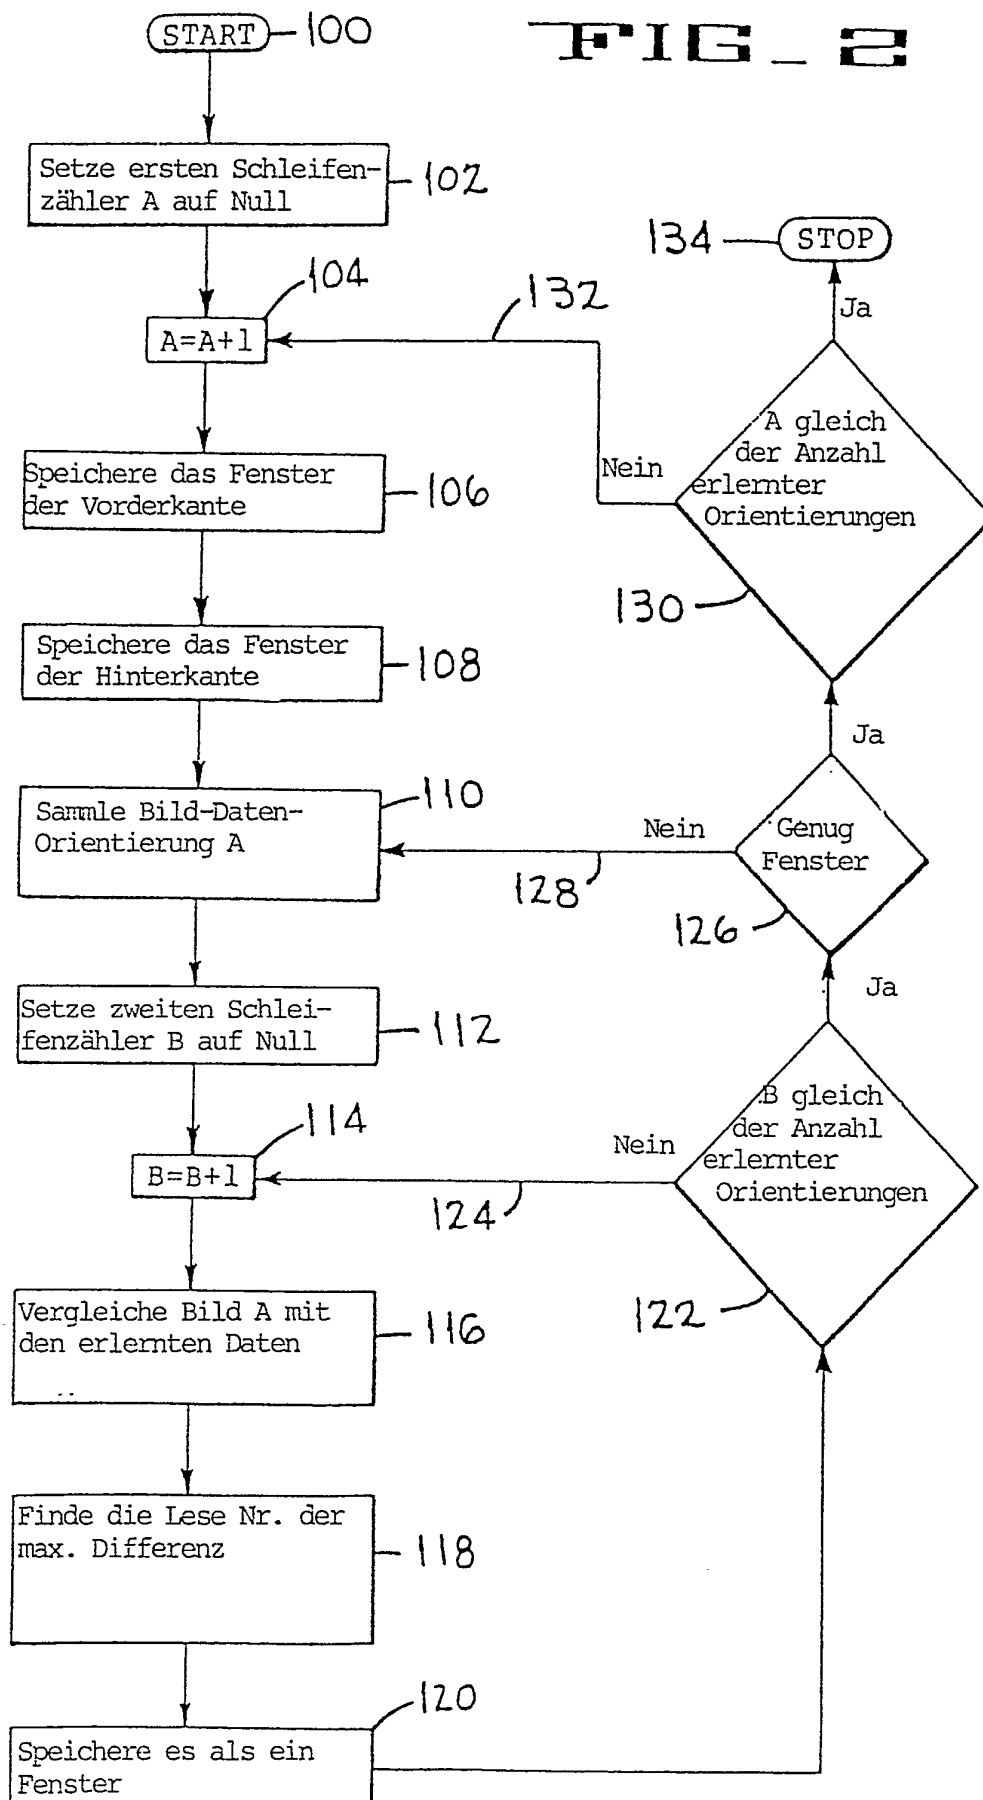 START
100
FIG_2
Setze ersten Schleifen-
zähler A auf Null
102
104
A=A+1
132
Speichere das Fenster
der Vorderkante
106
Speichere das Fenster
der Hinterkante
108
Sammle Bild-Daten-
Orientierung A
110
Setze zweiten Schlei-
fenzähler B auf Null
112
114
B=B+1
Vergleiche Bild A mit
den erlernten Daten
116
Finde die Lese Nr. der
max. Differenz
118
120
Speichere es als ein
Fenster
134
STOP
Ja
A gleich
der Anzahl
erlernter
Orientierungen
Nein
130
Ja
Genug
Fenster
Nein
128
126
Ja
B gleich
der Anzahl
erlernter
Orientierungen
Nein
124
122